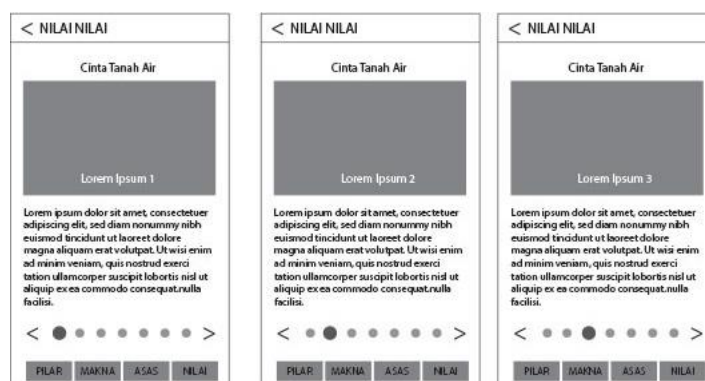 < NILAI NILAI
Cinta Tanah Air
Lorem Ipsum 1
Lorem ipsum dolor sit amet, consectetuer
adipiscing elit, sed diam nonummy nibh
euismod tincidunt ut laoreet dolore
magna aliquam erat volutpat. Ut wisi enim
ad minim veniam, quis nostrud exerci
tation ullamcorper suscipit lobortis nisl ut
aliquip ex ea commodo consequat.nulla
facilisi.
< >
PILAR MAKNA ASAS NILAI
< NILAI NILAI
Cinta Tanah Air
Lorem Ipsum 2
Lorem ipsum dolor sit amet, consectetuer
adipiscing elit, sed diam nonummy nibh
euismod tincidunt ut laoreet dolore
magna aliquam erat volutpat. Ut wisi enim
ad minim veniam, quis nostrud exerci
tation ullamcorper suscipit lobortis nisl ut
aliquip ex ea commodo consequat.nulla
facilisi.
< >
PILAR MAKNA ASAS NILAI
< NILAI NILAI
Cinta Tanah Air
Lorem Ipsum 3
Lorem ipsum dolor sit amet, consectetuer
adipiscing elit, sed diam nonummy nibh
euismod tincidunt ut laoreet dolore
magna aliquam erat volutpat. Ut wisi enim
ad minim veniam, quis nostrud exerci
tation ullamcorper suscipit lobortis nisl ut
aliquip ex ea commodo consequat.nulla
facilisi.
< >
PILAR MAKNA ASAS NILAI